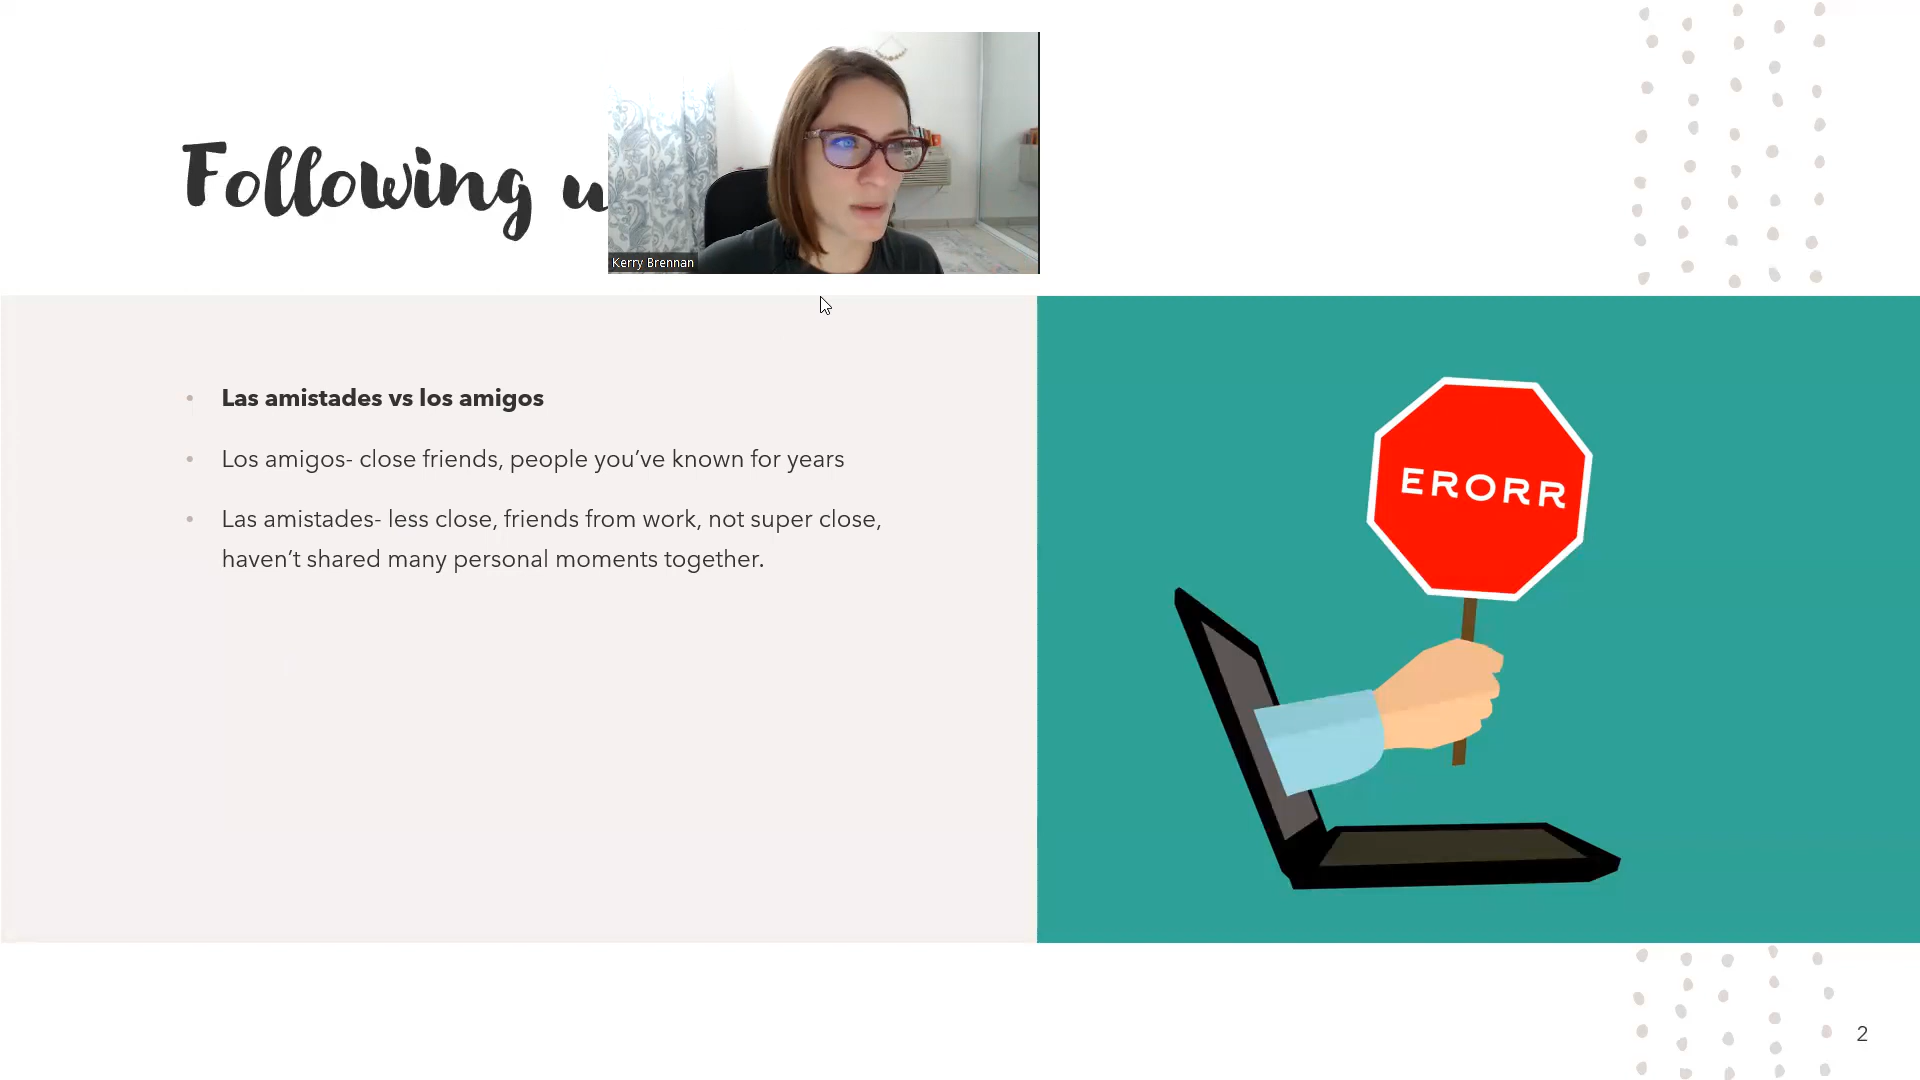 Following
Kerry Brennan
Las amistades vs los amigos
Los amigos- close friends, people you’ve known for years
Las amistades- less close, friends from work, not super close,
haven’t shared many personal moments together.
ERORR
2